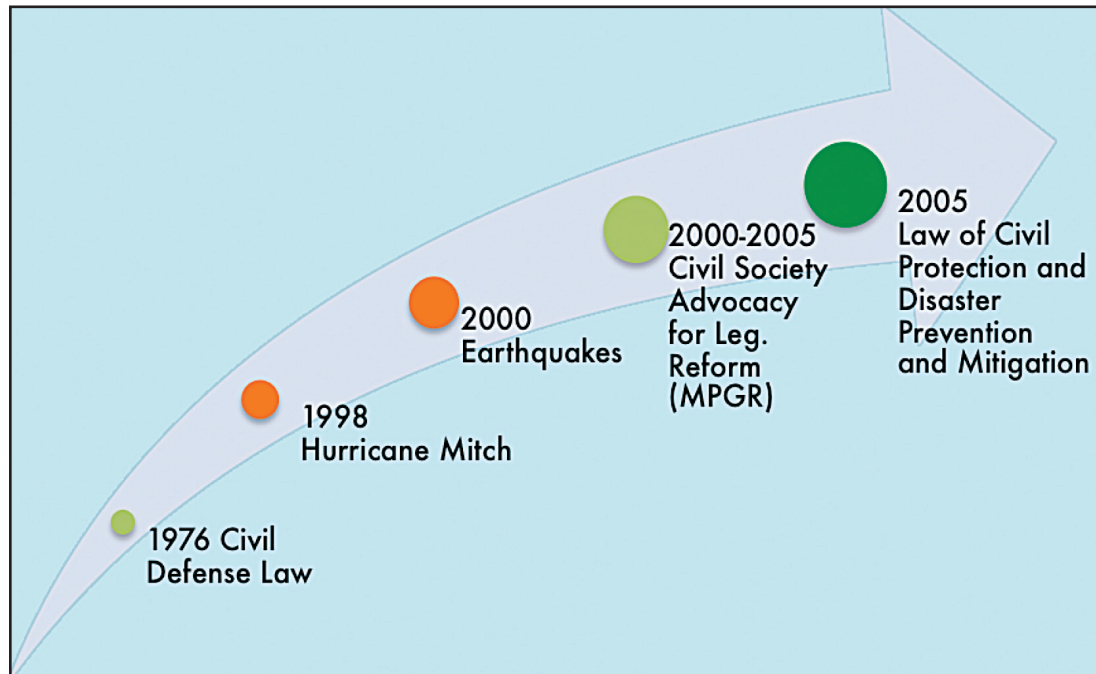 1976 Civil
Defense Law
1998
Hurricane Mitch
2000
Earthquakes
2000-2005
Civil Society
Advocacy
for Leg.
Reform
(MPGR)
2005
Law of Civil
Protection and
Disaster
Prevention
and Mitigation